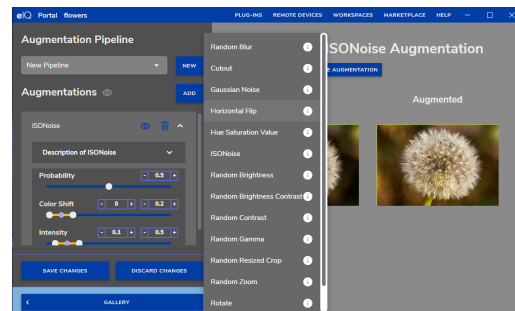 eIQ Portal flowers PLUG-INS REMOTE DEVICES WORKSPACES MARKETPLACE HELP
Augmentation Pipeline
New Pipeline NEW
Augmentations ADD
ISONoise
Description of ISONoise
Probability - 0.5 +
Color Shift - 0 + - 0.2 +
Intensity - 0.1 + - 0.5 +
SAVE CHANGES DISCARD CHANGES
GALLERY
Random Blur
Cutout
Gaussian Noise
Horizontal Flip
Hue Saturation Value
ISONoise
Random Brightness
Random Brightness Contrast
Random Contrast
Random Gamma
Random Resized Crop
Random Zoom
Rotate
ISONoise Augmentation
AUGMENTATION
Augmented